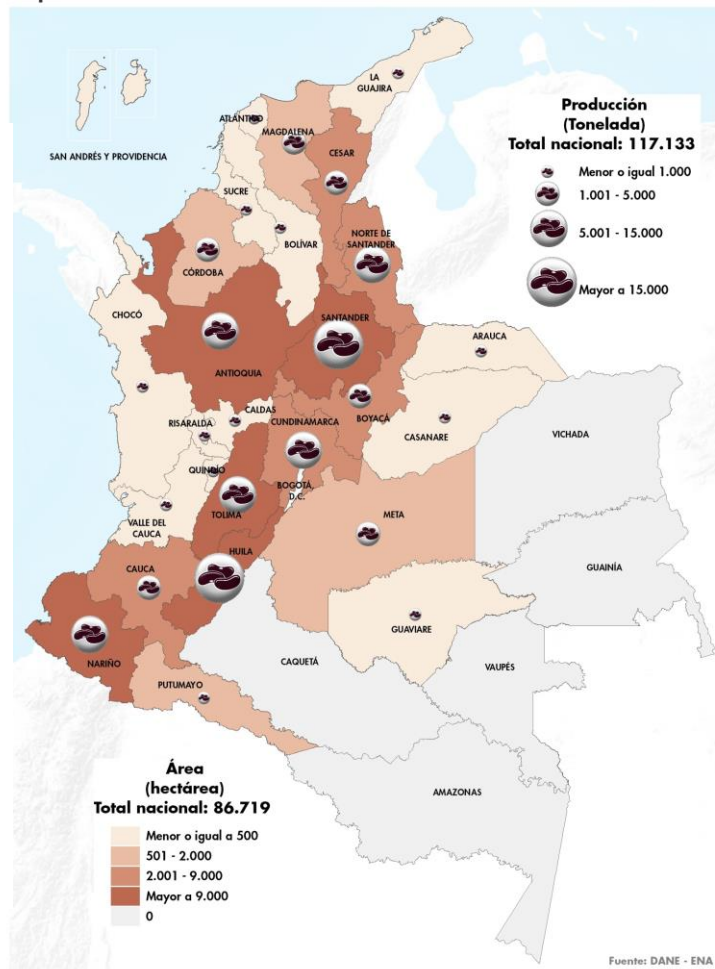 LA
GUAJIRA
ATLÁNTICO
MAGDALENA
CESAR
SAN ANDRÉS Y PROVIDENCIA
SUCRE
BOLÍVAR
NORTE DE
SANTANDER
CÓRDOBA
CHOCÓ
ANTIOQUIA
SANTANDER
ARAUCA
CALDAS
RISARALDA
CUNDINAMARCA
BOYACÁ
CASANARE
VICHADA
QUINDÍO
BOGOTÁ,
D.C.
TOLIMA
VALLE DEL
CAUCA
META
HUILA
CAUCA
GUAINÍA
GUAVIARE
NARIÑO
CAQUETÁ
VAUPÉS
PUTUMAYO
AMAZONAS
Producción
(Tonelada)
Total nacional: 117.133
Menor o igual 1.000
1.001 - 5.000
5.001 - 15.000
Mayor a 15.000
Área
(hectárea)
Total nacional: 86.719
Menor o igual a 500
501 - 2.000
2.001 - 9.000
Mayor a 9.000
0
Fuente: DANE - ENA